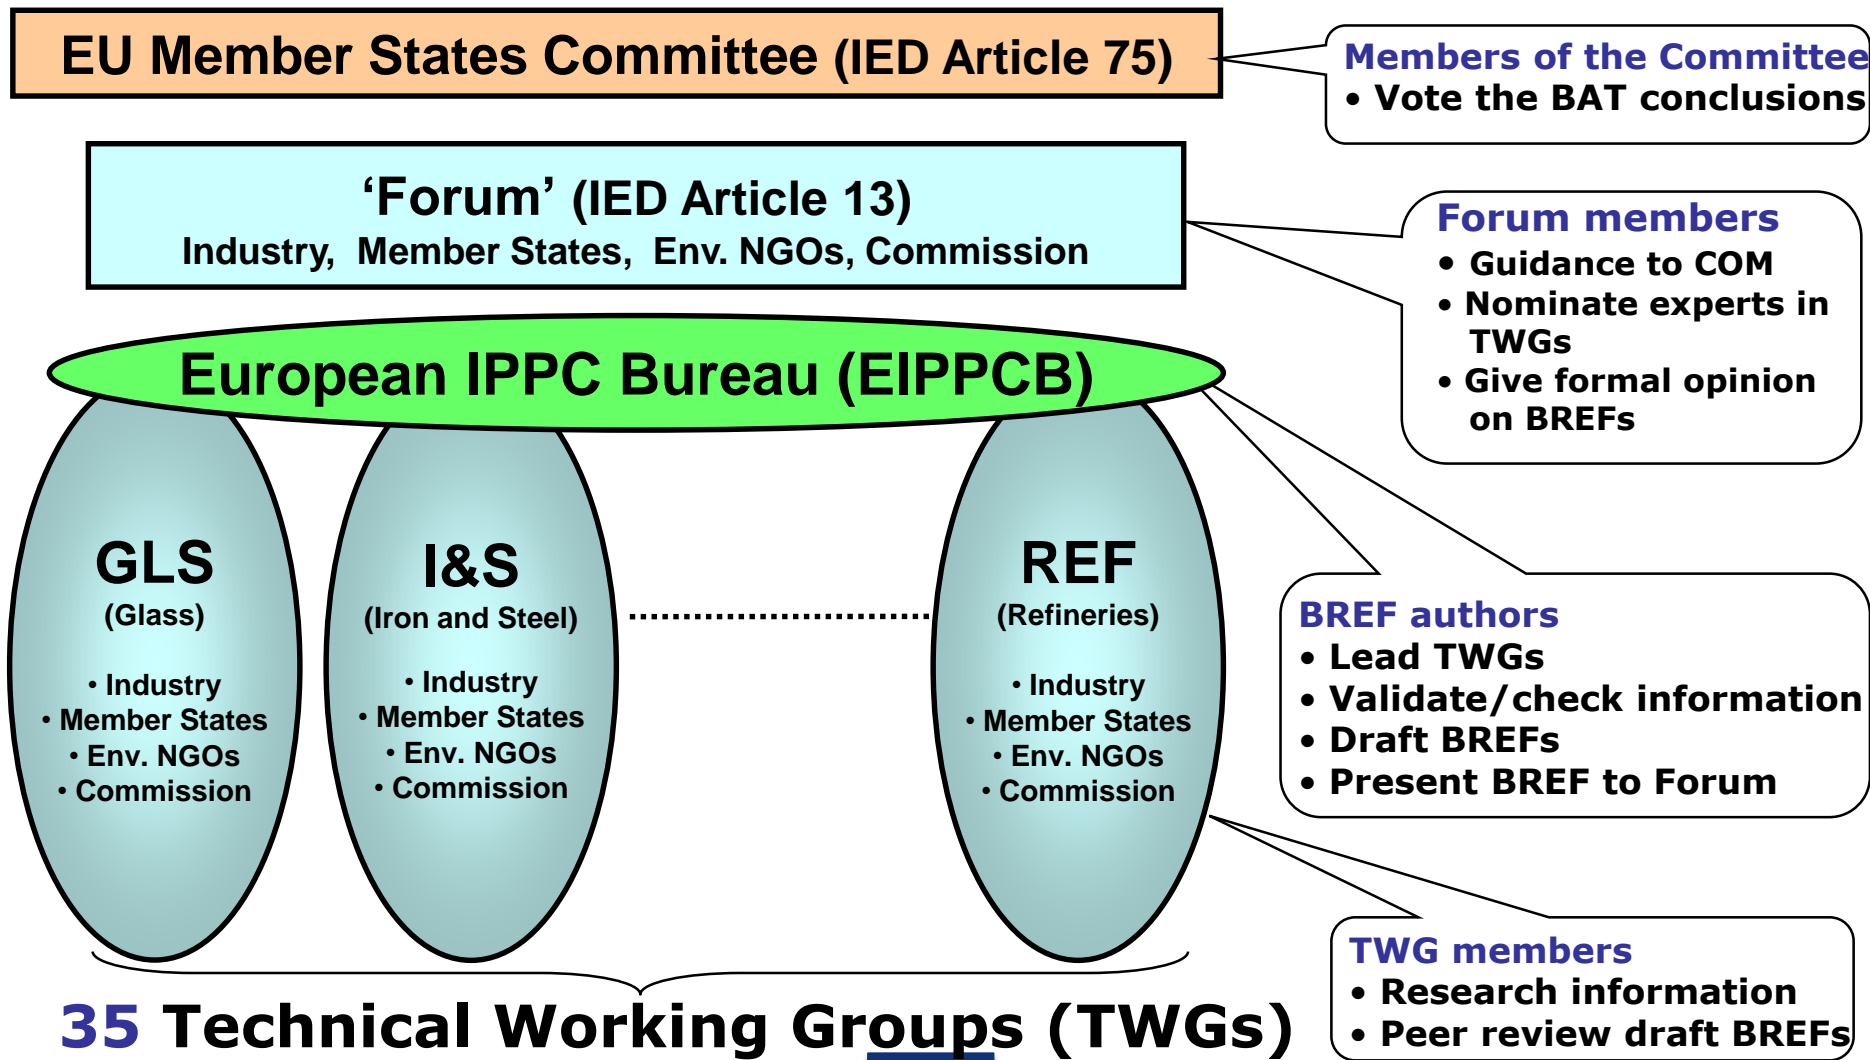 EU Member States Committee (IED Article 75)
Members of the Committee
• Vote the BAT conclusions
‘Forum’ (IED Article 13)
Industry, Member States, Env. NGOs, Commission
Forum members
• Guidance to COM
• Nominate experts in
TWGs
• Give formal opinion
on BREFs
European IPPC Bureau (EIPPCB)
GLS
(Glass)
• Industry
• Member States
• Env. NGOs
• Commission
I&S
(Iron and Steel)
• Industry
• Member States
• Env. NGOs
• Commission
REF
(Refineries)
• Industry
• Member States
• Env. NGOs
• Commission
BREF authors
• Lead TWGs
• Validate/check information
• Draft BREFs
• Present BREF to Forum
TWG members
• Research information
• Peer review draft BREFs
35 Technical Working Groups (TWGs)